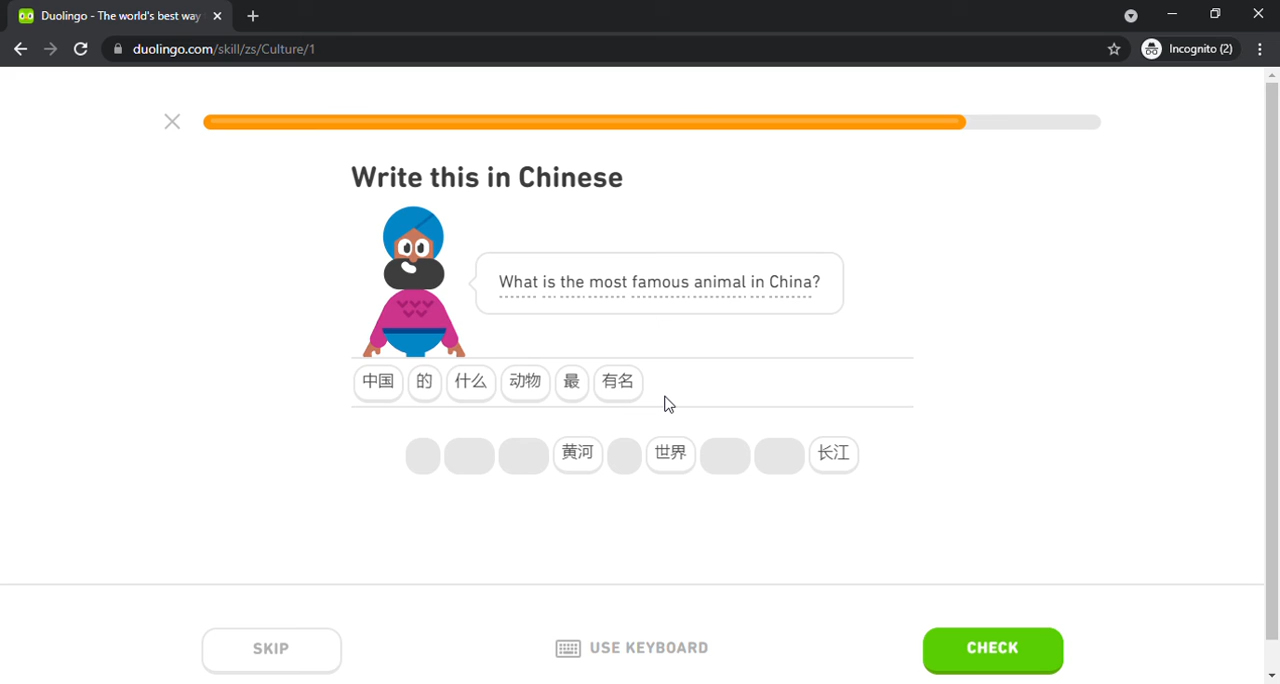 Duolingo - The world's best way
duolingo.com/skill/zs/Culture/1
Incognito (2)
Write this in Chinese
What is the most famous animal in China?
中国 的 什么 动物 最 有名
黄河 世界 长江
SKIP
USE KEYBOARD
CHECK